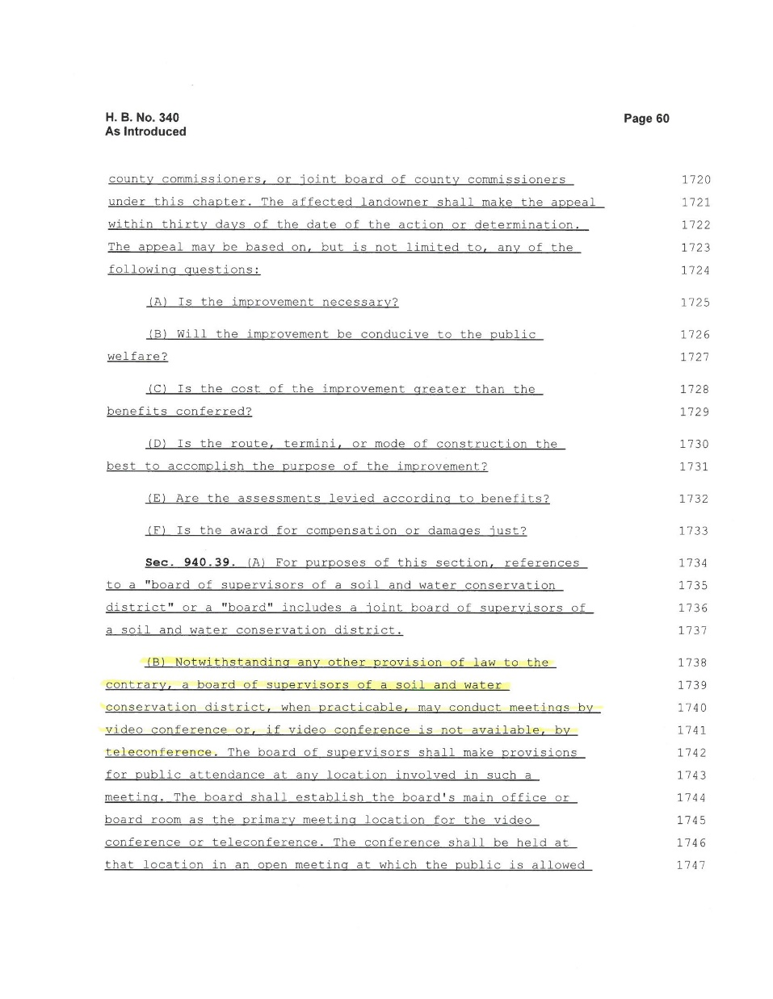 H. B. No. 340 Page 60
As Introduced
county commissioners, or joint board of county commissioners 1720
under this chapter. The affected landowner shall make the appeal 1721
within thirty days of the date of the action or determination. 1722
The appeal may be based on, but is not limited to, any of the 1723
following questions: 1724
(A) Is the improvement necessary? 1725
(B) Will the improvement be conducive to the public 1726
welfare? 1727
(C) Is the cost of the improvement greater than the 1728
benefits conferred? 1729
(D) Is the route, termini, or mode of construction the 1730
best to accomplish the purpose of the improvement? 1731
(E) Are the assessments levied according to benefits? 1732
(F) Is the award for compensation or damages just? 1733
Sec. 940.39. (A) For purposes of this section, references 1734
to a "board of supervisors of a soil and water conservation 1735
district" or a "board" includes a joint board of supervisors of 1736
a soil and water conservation district. 1737
(B) Notwithstanding any other provision of law to the 1738
contrary, a board of supervisors of a soil and water 1739
conservation district, when practicable, may conduct meetings by 1740
video conference or, if video conference is not available, by 1741
teleconference. The board of supervisors shall make provisions 1742
for public attendance at any location involved in such a 1743
meeting. The board shall establish the board's main office or 1744
board room as the primary meeting location for the video 1745
conference or teleconference. The conference shall be held at 1746
that location in an open meeting at which the public is allowed 1747